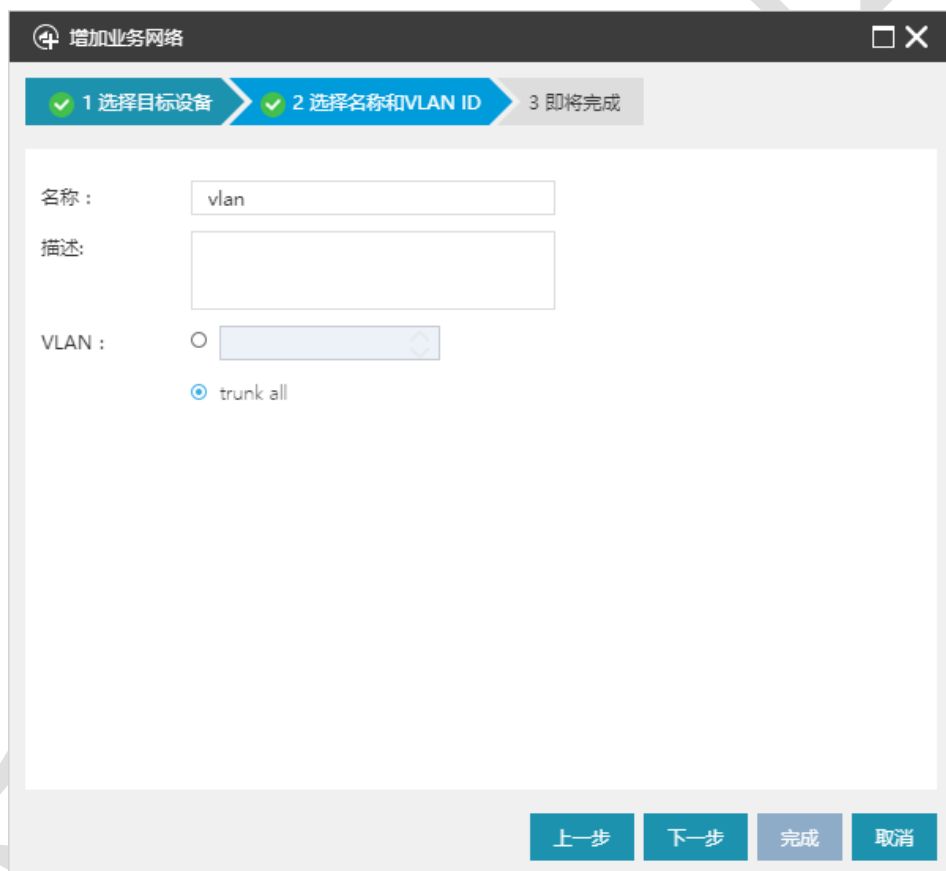 增加业务网络
1 选择目标设备 2 选择名称和VLAN ID 3 即将完成
名称： vlan
描述:
VLAN：
trunk all
上一步 下一步 完成 取消